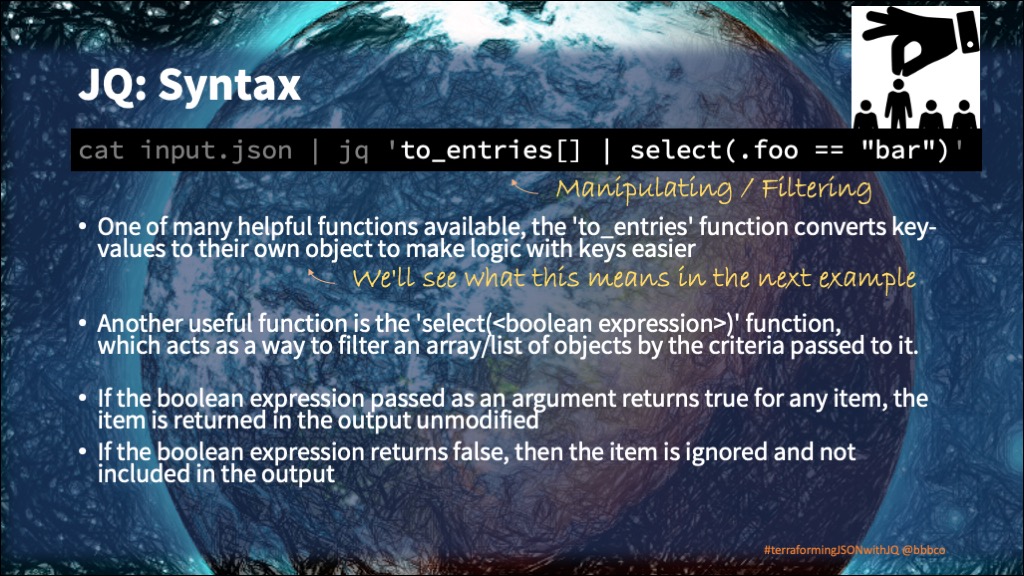 JQ: Syntax
cat input.json | jq 'to_entries[] | select(.foo == "bar")'
Manipulating / Filtering
• One of many helpful functions available, the 'to_entries' function converts key-
values to their own object to make logic with keys easier
We'll see what this means in the next example
• Another useful function is the 'select(<boolean expression>)' function,
which acts as a way to filter an array/list of objects by the criteria passed to it.
• If the boolean expression passed as an argument returns true for any item, the
item is returned in the output unmodified
• If the boolean expression returns false, then the item is ignored and not
included in the output
#terraformingJSONwithJQ @bbbco